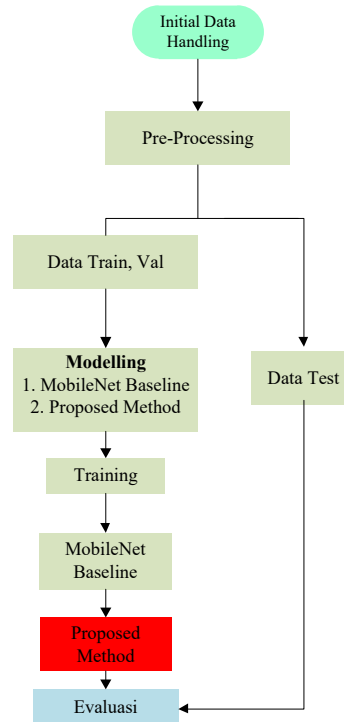 Initial Data
Handling
Pre-Processing
Data Train, Val
Modelling
1. MobileNet Baseline
2. Proposed Method
Data Test
Training
MobileNet
Baseline
Proposed
Method
Evaluasi